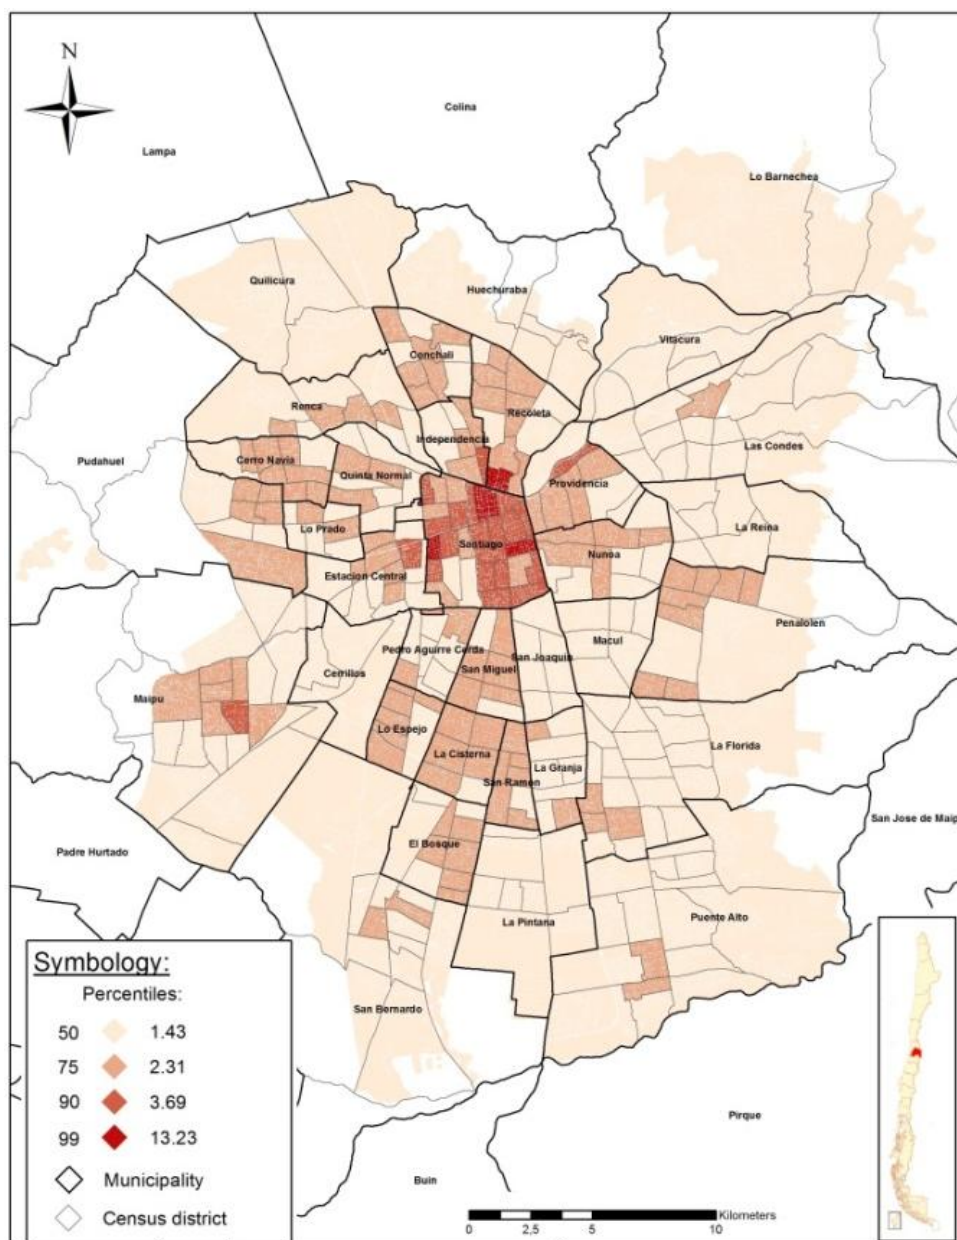 N
Colina
Lampa
Lo Barnechea
Quilicura
Huechuraba
Vitacura
Conchali
Renca
Recoleta
Independencia
Las Condes
Pudahuel
Cerro Navia
Quinta Normal
Providencia
Lo Prado
La Reina
Santiago
Nunoa
Estacion Central
Penalolen
Macul
Pedro Aguirre Cerda
San Joaquin
San Miguel
Cerrillos
Maipu
Lo Espejo
La Cisterna
La Florida
La Granja
San Ramon
San Jose de Maip
Padre Hurtado
El Bosque
La Pintana
Puente Alto
San Bernardo
Pirque
Buin
Symbology:
Percentiles:
50 1.43
75 2.31
90 3.69
99 13.23
Municipality
Census district
Kilometers
0 2,5 5 10